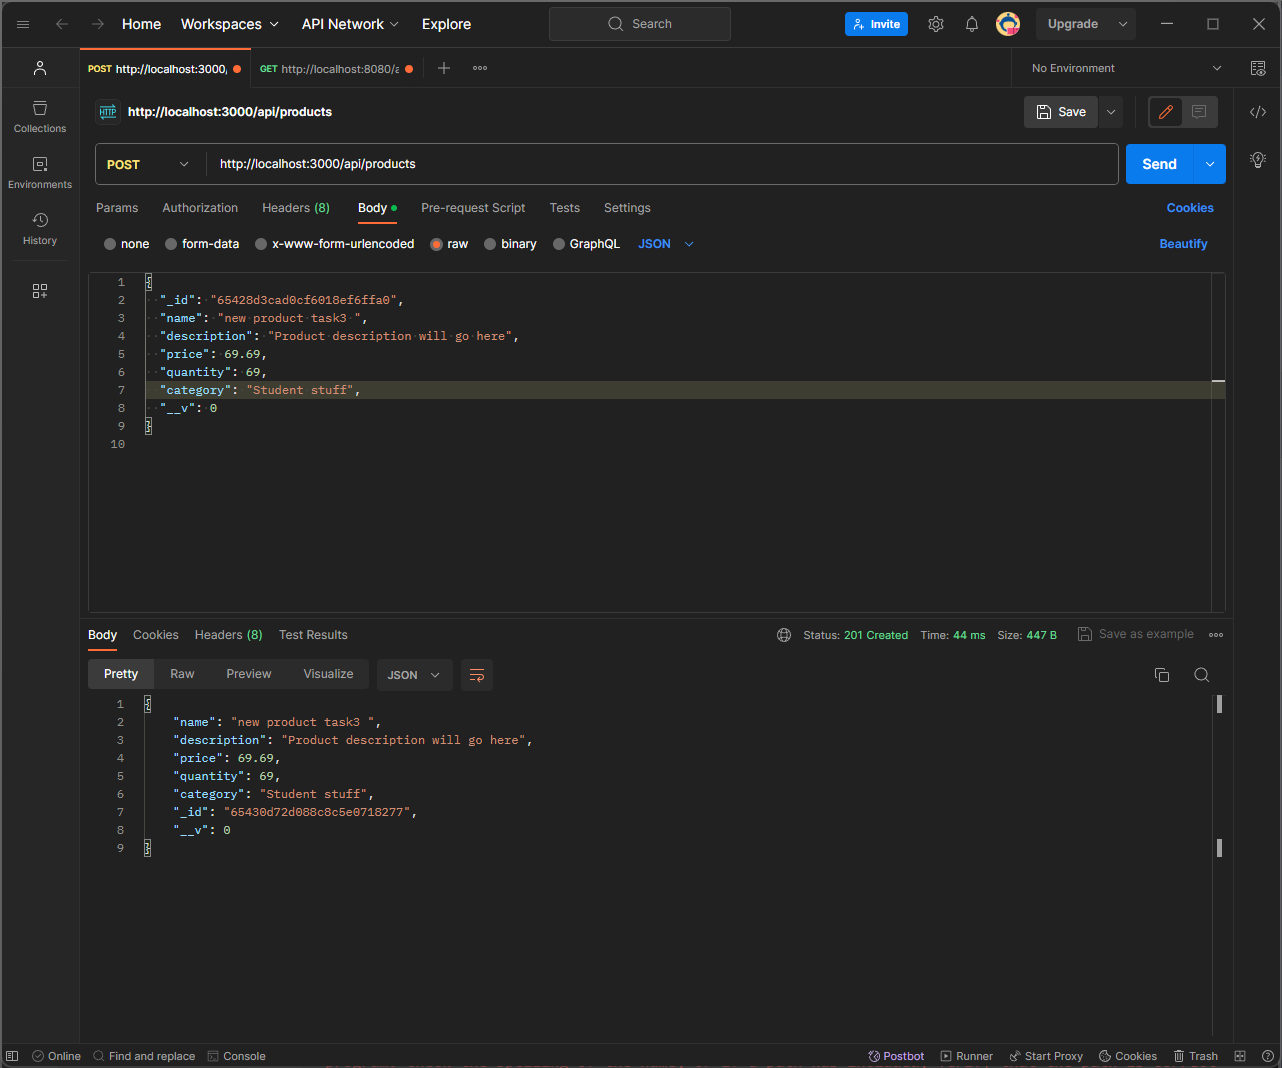 Home Workspaces API Network Explore Search Invite Upgrade
POST http://localhost:3000, GET http://localhost:8080/a No Environment
HTTP http://localhost:3000/api/products Save
Collections
POST http://localhost:3000/api/products Send
Environments
Params Authorization Headers (8) Body Pre-request Script Tests Settings Cookies
History
none form-data x-www-form-urlencoded raw binary GraphQL JSON Beautify
1 {
2 "_id": "65428d3cad0cf6018ef6ffa0",
3 "name": "new product task3 ",
4 "description": "Product description will go here",
5 "price": 69.69,
6 "quantity": 69,
7 "category": "Student stuff",
8 "__v": 0
9 }
10
Body Cookies Headers (8) Test Results Status: 201 Created Time: 44 ms Size: 447 B Save as example
Pretty Raw Preview Visualize JSON
1 {
2 "name": "new product task3 ",
3 "description": "Product description will go here",
4 "price": 69.69,
5 "quantity": 69,
6 "category": "Student stuff",
7 "_id": "65430d72d088c8c5e0718277",
8 "__v": 0
9 }
Online Find and replace Console Postbot Runner Start Proxy Cookies Trash